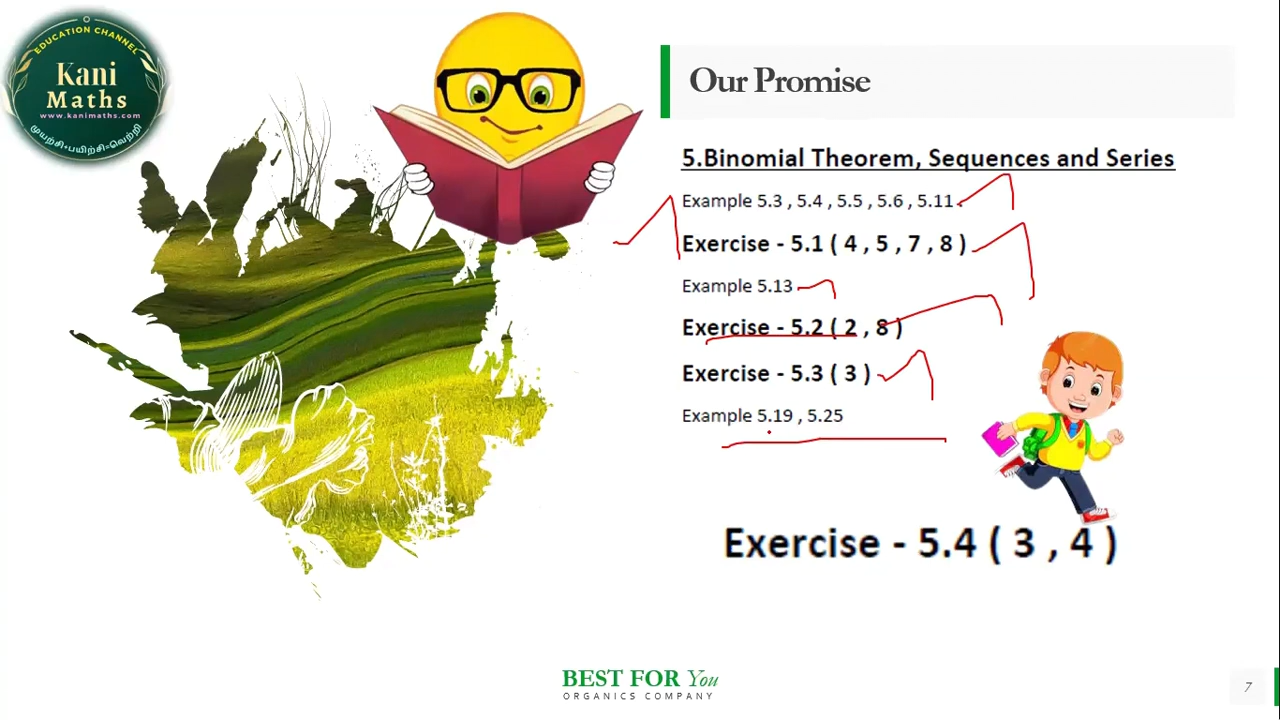 EDUCATION CHANNEL
Kani
Maths
www.kanimaths.com
முயற்சி+பயிற்சி=வெற்றி
Our Promise
5.Binomial Theorem, Sequences and Series
Example 5.3 , 5.4 , 5.5 , 5.6 , 5.11
Exercise - 5.1 ( 4 , 5 , 7 , 8 )
Example 5.13
Exercise - 5.2 ( 2 , 8 )
Exercise - 5.3 ( 3 )
Example 5.19 , 5.25
Exercise - 5.4 ( 3 , 4 )
BEST FOR You
ORGANICS COMPANY
7